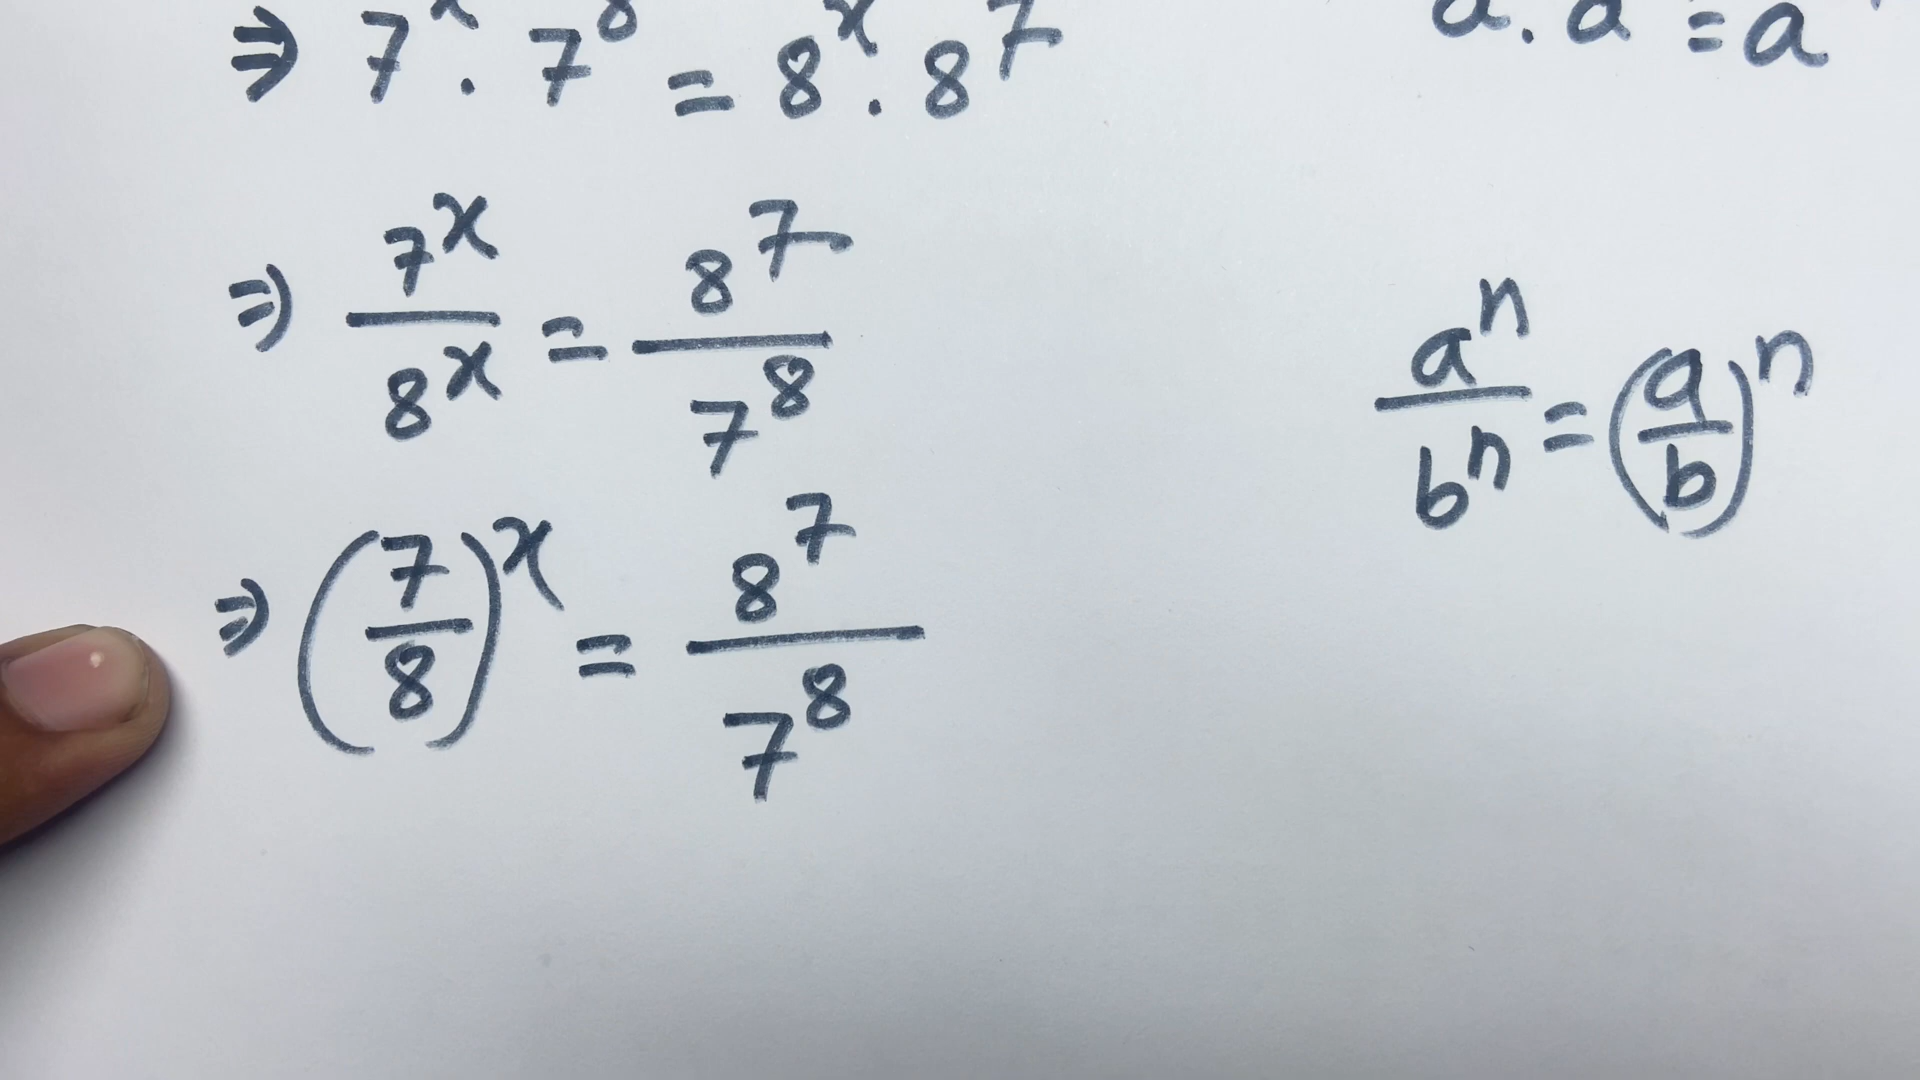 ⇒ 7^x . 7^8 = 8^x . 8^7
a . a = a
⇒ 7^x / 8^x = 8^7 / 7^8
a^n / b^n = (a/b)^n
⇒ (7/8)^x = 8^7 / 7^8